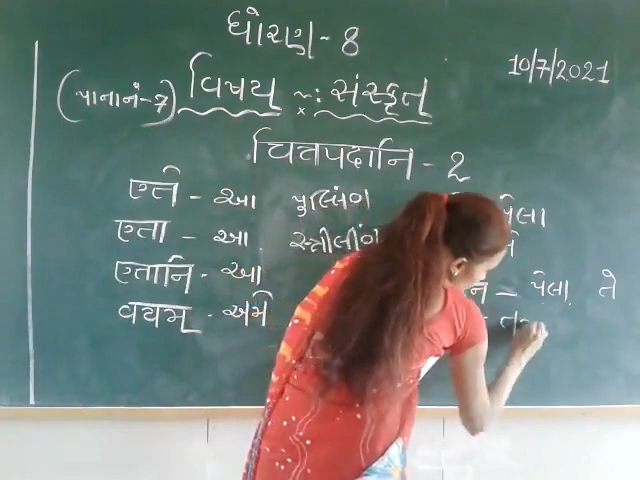 ધોરણ - 8
10/7/2021
(પાના નં-7) વિષય ~: સંસ્કૃત
चित्रपदानि - 2
एते - આ પુલ્લિંગ પેલા
एता - આ સ્ત્રીલીંગ
एतानि - આ ન - પેલા તે
वयम् - અમે